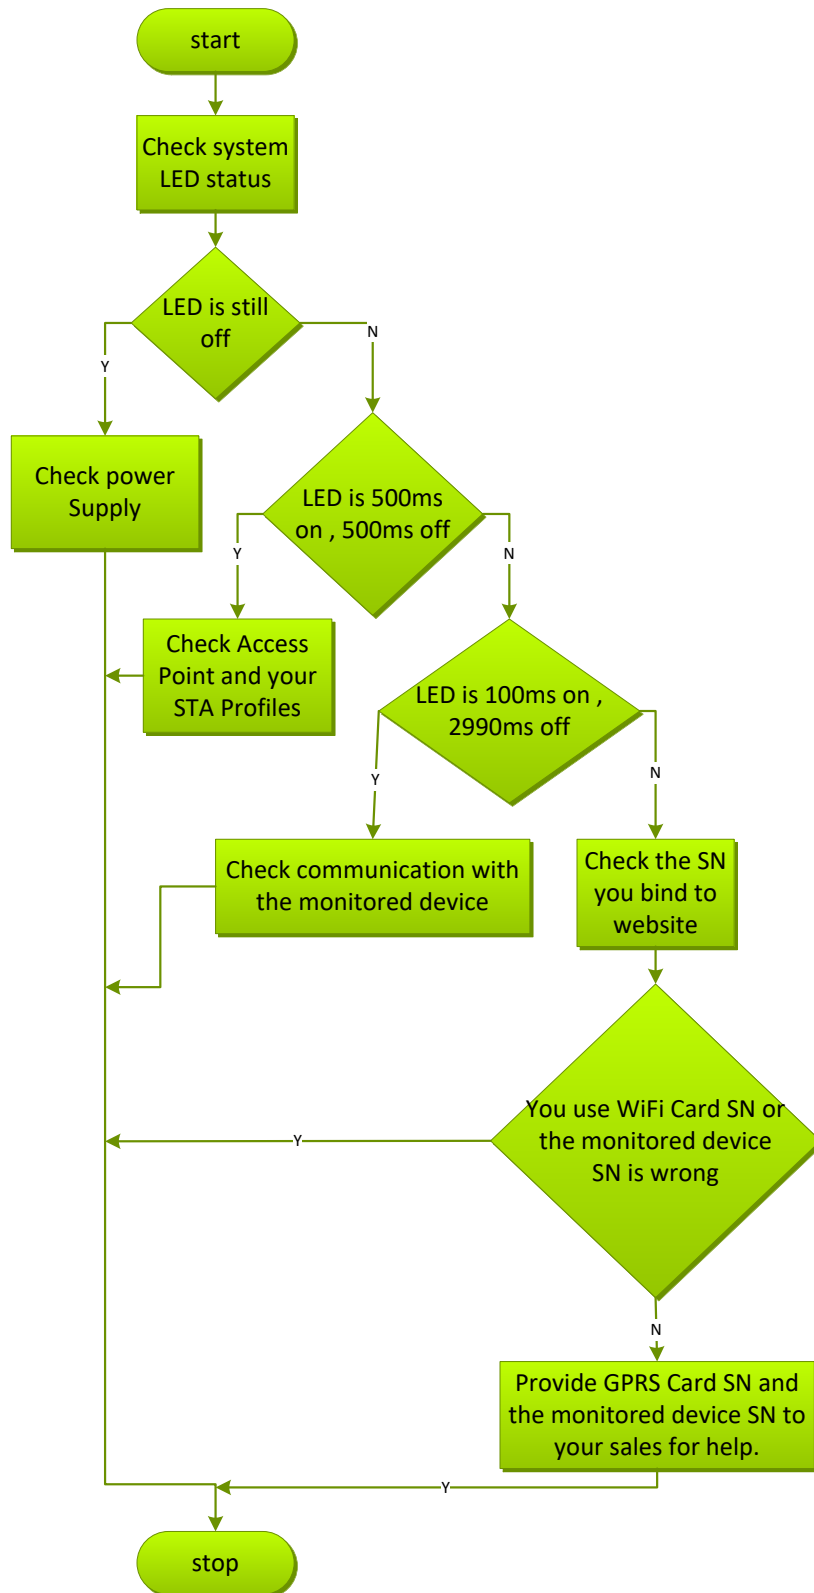 start
Check system
LED status
LED is still
off
N
Y
Check power
Supply
LED is 500ms
on , 500ms off
Y
N
Check Access
Point and your
STA Profiles
LED is 100ms on ,
2990ms off
Y
N
Check communication with
the monitored device
Check the SN
you bind to
website
You use WiFi Card SN or
the monitored device
SN is wrong
Y
N
Provide GPRS Card SN and
the monitored device SN to
your sales for help.
Y
stop